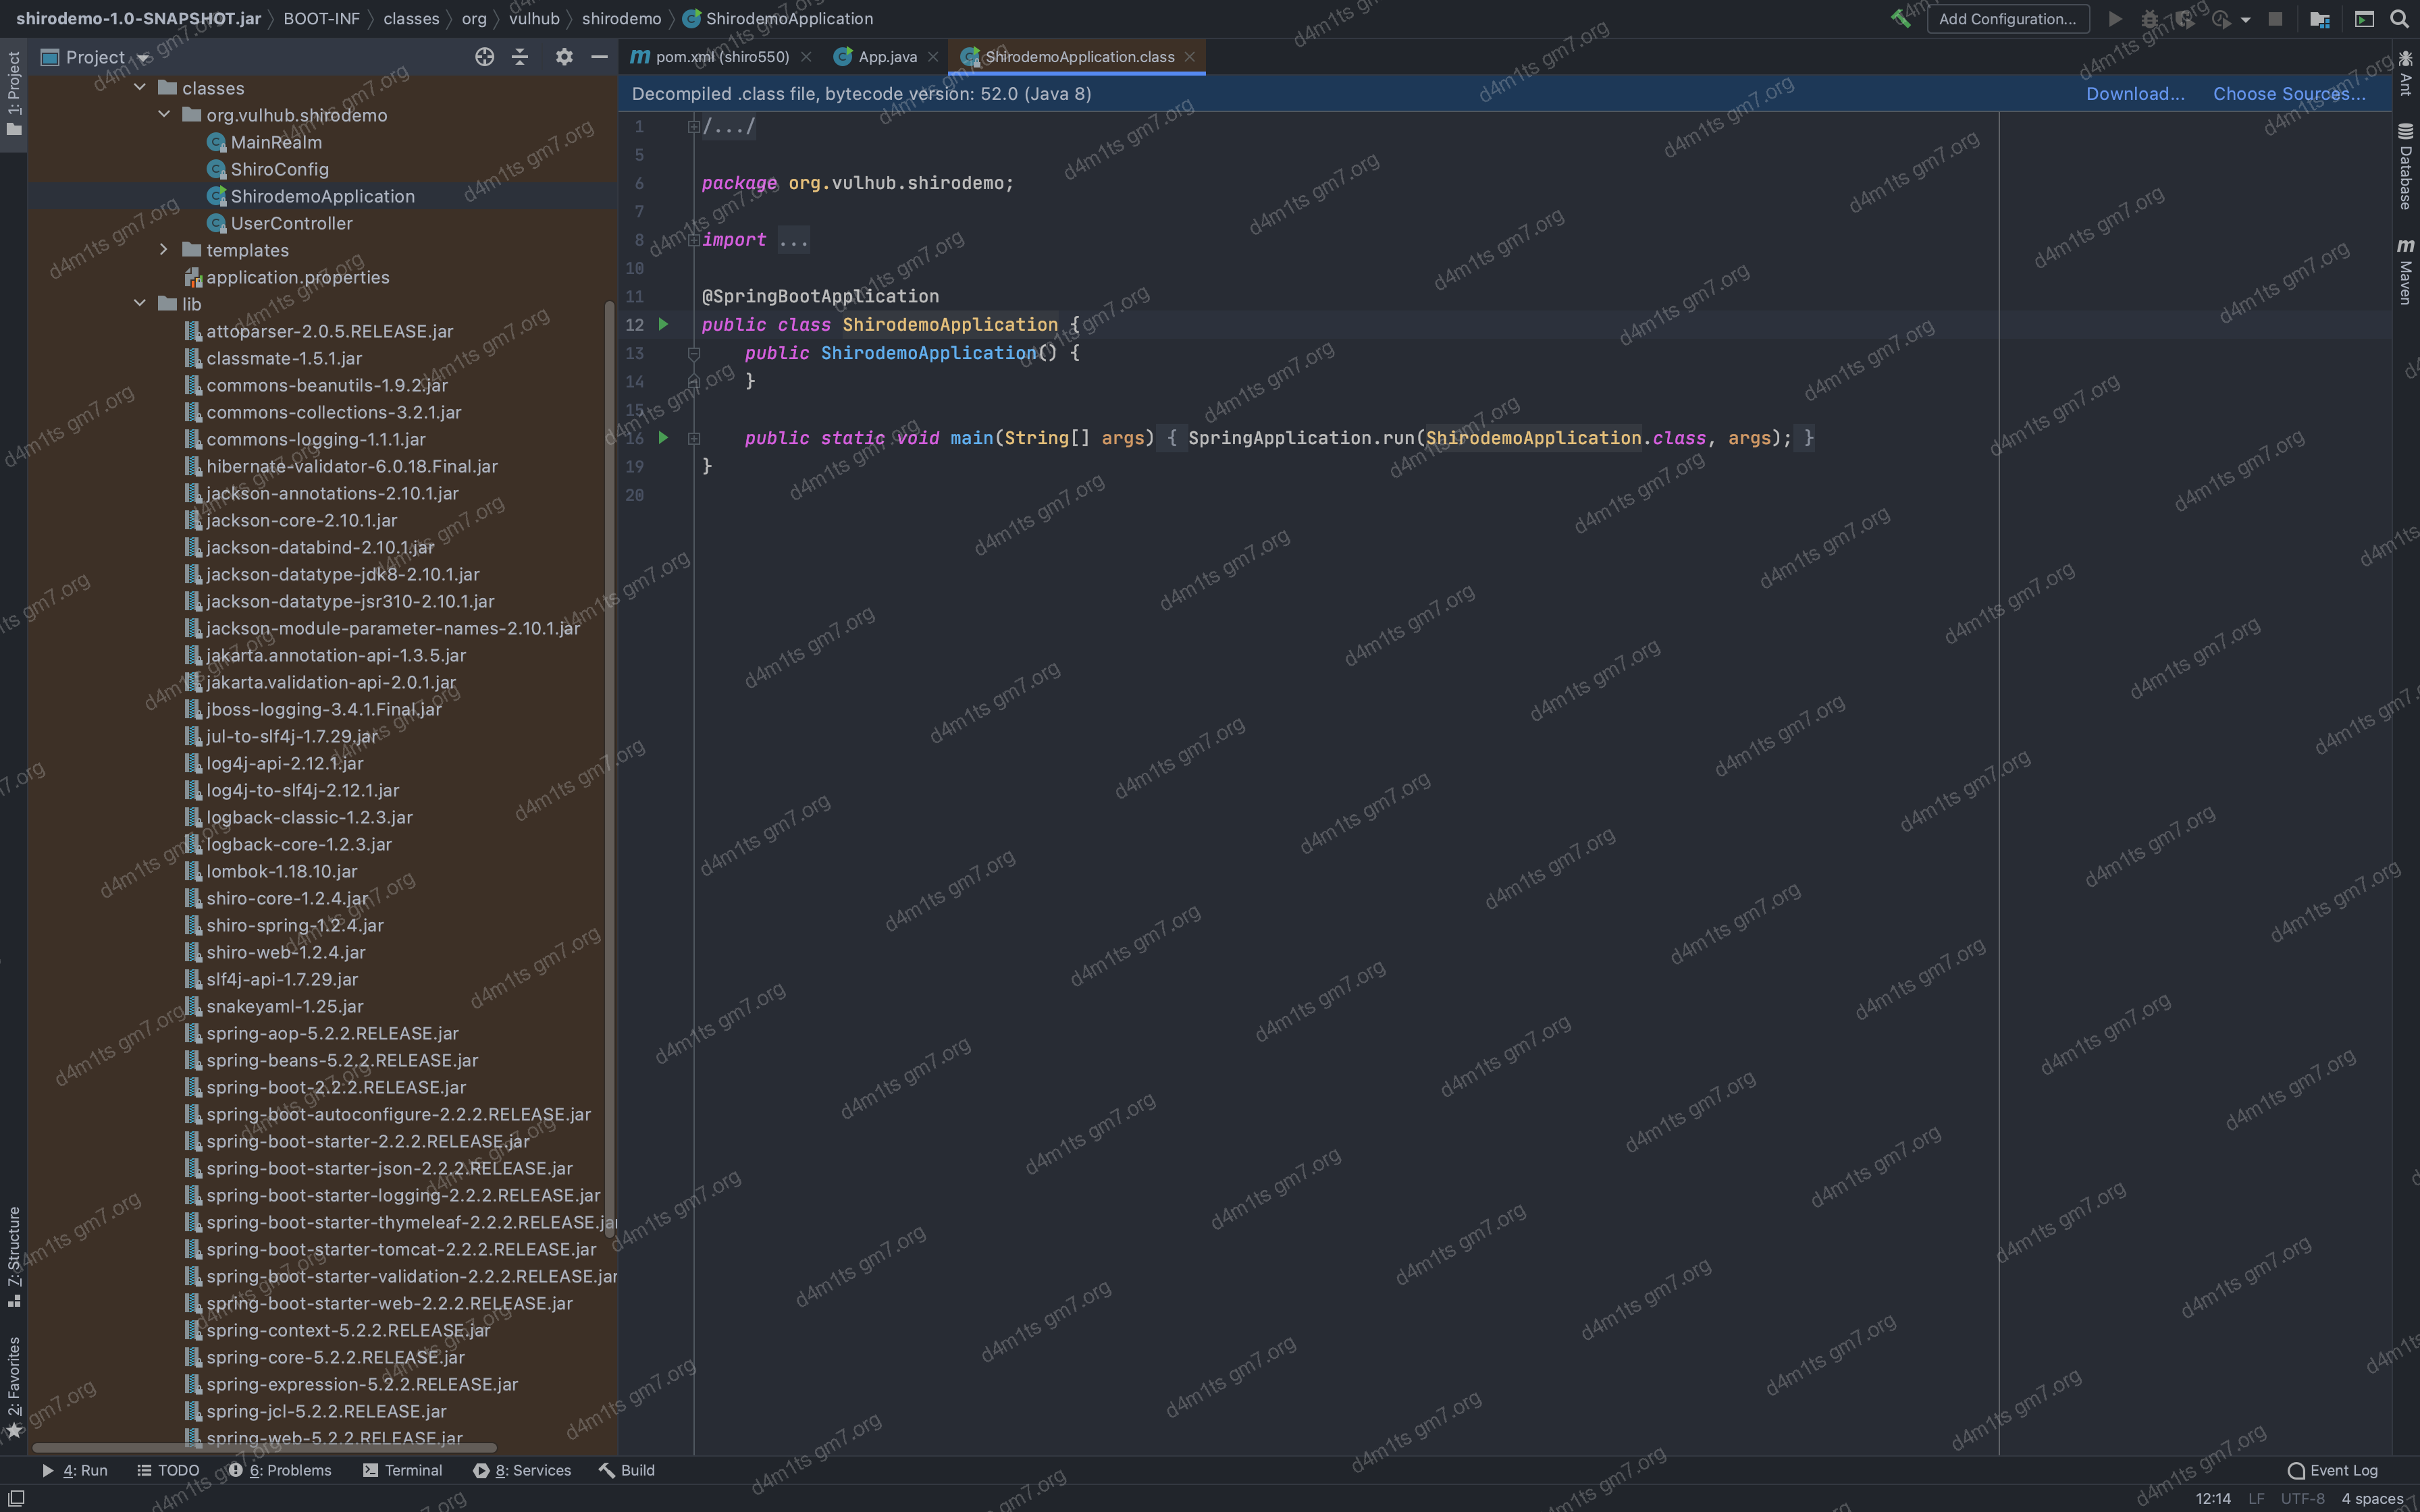 shirodemo-1.0-SNAPSHOT.jar 〉 BOOT-INF 〉 classes 〉 org 〉 vulhub 〉 shirodemo 〉 ShirodemoApplication
Add Configuration...
1: Project
Project
pom.xml (shiro550)
App.java
ShirodemoApplication.class
Ant
Database
Maven
Decompiled .class file, bytecode version: 52.0 (Java 8)
Download...
Choose Sources...
classes
org.vulhub.shirodemo
MainRealm
ShiroConfig
ShirodemoApplication
UserController
templates
application.properties
lib
attoparser-2.0.5.RELEASE.jar
classmate-1.5.1.jar
commons-beanutils-1.9.2.jar
commons-collections-3.2.1.jar
commons-logging-1.1.1.jar
hibernate-validator-6.0.18.Final.jar
jackson-annotations-2.10.1.jar
jackson-core-2.10.1.jar
jackson-databind-2.10.1.jar
jackson-datatype-jdk8-2.10.1.jar
jackson-datatype-jsr310-2.10.1.jar
jackson-module-parameter-names-2.10.1.jar
jakarta.annotation-api-1.3.5.jar
jakarta.validation-api-2.0.1.jar
jboss-logging-3.4.1.Final.jar
jul-to-slf4j-1.7.29.jar
log4j-api-2.12.1.jar
log4j-to-slf4j-2.12.1.jar
logback-classic-1.2.3.jar
logback-core-1.2.3.jar
lombok-1.18.10.jar
shiro-core-1.2.4.jar
shiro-spring-1.2.4.jar
shiro-web-1.2.4.jar
slf4j-api-1.7.29.jar
snakeyaml-1.25.jar
spring-aop-5.2.2.RELEASE.jar
spring-beans-5.2.2.RELEASE.jar
spring-boot-2.2.2.RELEASE.jar
spring-boot-autoconfigure-2.2.2.RELEASE.jar
spring-boot-starter-2.2.2.RELEASE.jar
spring-boot-starter-json-2.2.2.RELEASE.jar
spring-boot-starter-logging-2.2.2.RELEASE.jar
spring-boot-starter-thymeleaf-2.2.2.RELEASE.jar
spring-boot-starter-tomcat-2.2.2.RELEASE.jar
spring-boot-starter-validation-2.2.2.RELEASE.jar
spring-boot-starter-web-2.2.2.RELEASE.jar
spring-context-5.2.2.RELEASE.jar
spring-core-5.2.2.RELEASE.jar
spring-expression-5.2.2.RELEASE.jar
spring-jcl-5.2.2.RELEASE.jar
spring-web-5.2.2.RELEASE.jar
1 /.../
5
6 package org.vulhub.shirodemo;
7
8 import ...
10
11 @SpringBootApplication
12 public class ShirodemoApplication {
13 public ShirodemoApplication() {
14 }
15
16 public static void main(String[] args) { SpringApplication.run(ShirodemoApplication.class, args); }
19 }
20
7: Structure
2: Favorites
4: Run
TODO
6: Problems
Terminal
8: Services
Build
Event Log
12:14 LF UTF-8 4 spaces
d4m1ts gm7.org